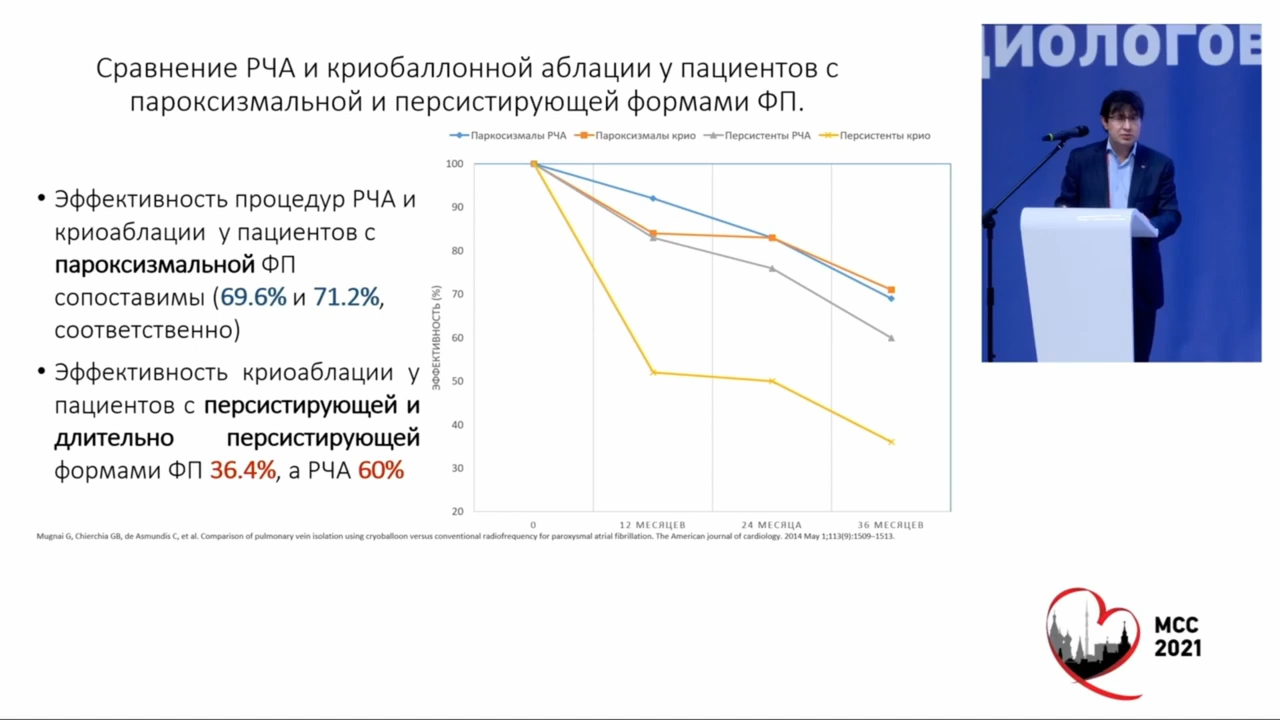 Сравнение РЧА и криобаллонной аблации у пациентов с
пароксизмальной и персистирующей формами ФП.
• Эффективность процедур РЧА и
криоаблации у пациентов с
пароксизмальной ФП
сопоставимы (69.6% и 71.2%,
соответственно)
• Эффективность криоаблации у
пациентов с персистирующей и
длительно персистирующей
формами ФП 36.4%, а РЧА 60%
Паркосизмалы РЧА Пароксизмалы крио Персистенты РЧА Персистенты крио
ЭФФЕКТИВНОСТЬ (%)
100
90
80
70
60
50
40
30
20
0 12 МЕСЯЦЕВ 24 МЕСЯЦА 36 МЕСЯЦЕВ
Mugnai G, Chierchia GB, de Asmundis C, et al. Comparison of pulmonary vein isolation using cryoballoon versus conventional radiofrequency for paroxysmal atrial fibrillation. The American journal of cardiology. 2014 May 1;113(9):1509–1513.
диологов
МСС
2021